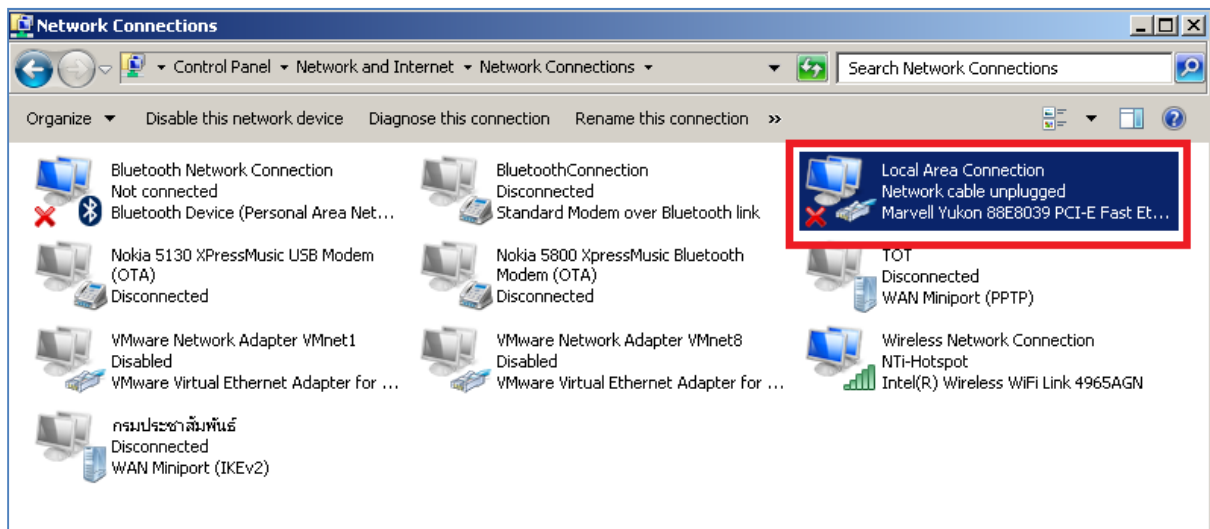 Network Connections
Control Panel Network and Internet Network Connections
Search Network Connections
Organize Disable this network device Diagnose this connection Rename this connection »
Bluetooth Network Connection
Not connected
Bluetooth Device (Personal Area Net...
BluetoothConnection
Disconnected
Standard Modem over Bluetooth link
Local Area Connection
Network cable unplugged
Marvell Yukon 88E8039 PCI-E Fast Et...
Nokia 5130 XPressMusic USB Modem
(OTA)
Disconnected
Nokia 5800 XpressMusic Bluetooth
Modem (OTA)
Disconnected
TOT
Disconnected
WAN Miniport (PPTP)
VMware Network Adapter VMnet1
Disabled
VMware Virtual Ethernet Adapter for ...
VMware Network Adapter VMnet8
Disabled
VMware Virtual Ethernet Adapter for ...
Wireless Network Connection
NTi-Hotspot
Intel(R) Wireless WiFi Link 4965AGN
กรมประชาสัมพันธ์
Disconnected
WAN Miniport (IKEv2)